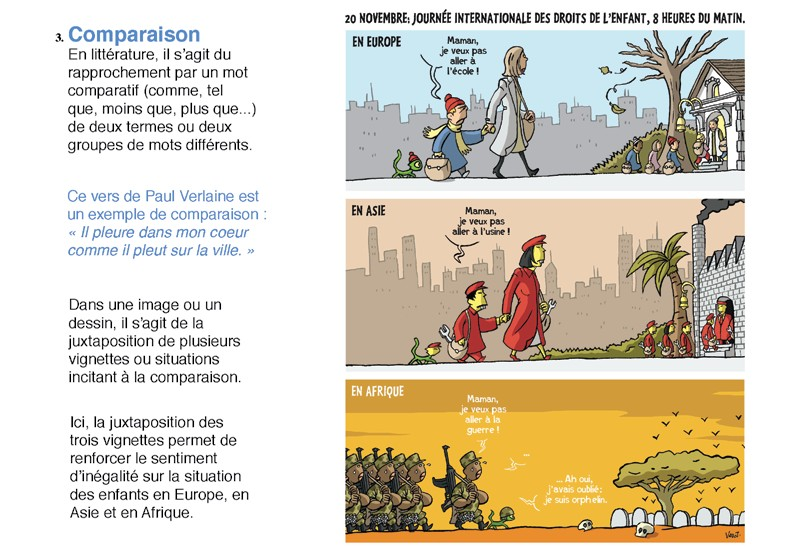 3. Comparaison
En littérature, il s'agit du
rapprochement par un mot
comparatif (comme, tel
que, moins que, plus que...)
de deux termes ou deux
groupes de mots différents.
Ce vers de Paul Verlaine est
un exemple de comparaison :
« Il pleure dans mon coeur
comme il pleut sur la ville. »
Dans une image ou un
dessin, il s'agit de la
juxtaposition de plusieurs
vignettes ou situations
incitant à la comparaison.
Ici, la juxtaposition des
trois vignettes permet de
renforcer le sentiment
d'inégalité sur la situation
des enfants en Europe, en
Asie et en Afrique.
20 NOVEMBRE: JOURNÉE INTERNATIONALE DES DROITS DE L'ENFANT, 8 HEURES DU MATIN.
EN EUROPE
Maman,
je veux pas
aller à
l'école !
EN ASIE
Maman,
je veux pas
aller à l'usine !
EN AFRIQUE
Maman,
je veux pas
aller à la
guerre !
... Ah oui,
j'avais oublié:
je suis orphelin.